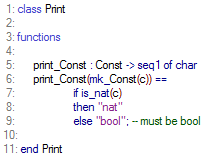 1: class Print
2:
3: functions
4:
5: print_Const : Const -> seq1 of char
6: print_Const(mk_Const(c)) ==
7: if is_nat(c)
8: then "nat"
9: else "bool"; -- must be bool
10:
11: end Print